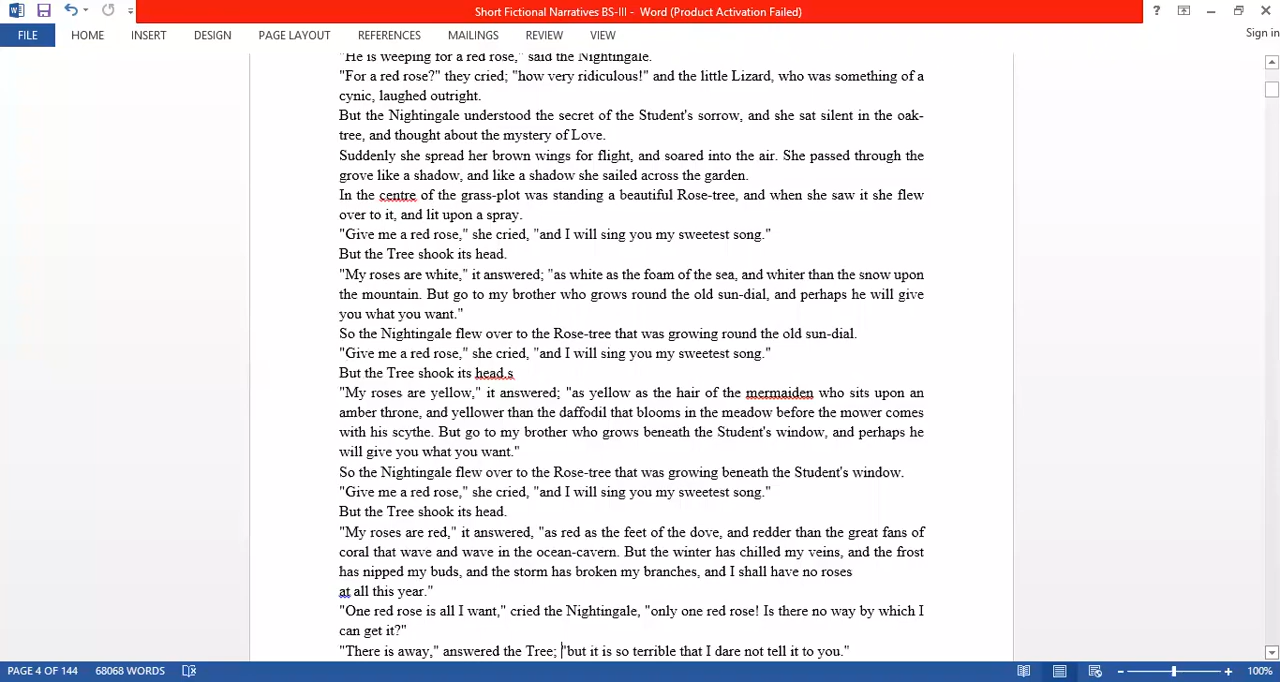 Short Fictional Narratives BS-III - Word (Product Activation Failed)
?
FILE HOME INSERT DESIGN PAGE LAYOUT REFERENCES MAILINGS REVIEW VIEW Sign in
"He is weeping for a red rose," said the Nightingale.
"For a red rose?" they cried; "how very ridiculous!" and the little Lizard, who was something of a
cynic, laughed outright.
But the Nightingale understood the secret of the Student's sorrow, and she sat silent in the oak-
tree, and thought about the mystery of Love.
Suddenly she spread her brown wings for flight, and soared into the air. She passed through the
grove like a shadow, and like a shadow she sailed across the garden.
In the centre of the grass-plot was standing a beautiful Rose-tree, and when she saw it she flew
over to it, and lit upon a spray.
"Give me a red rose," she cried, "and I will sing you my sweetest song."
But the Tree shook its head.
"My roses are white," it answered; "as white as the foam of the sea, and whiter than the snow upon
the mountain. But go to my brother who grows round the old sun-dial, and perhaps he will give
you what you want."
So the Nightingale flew over to the Rose-tree that was growing round the old sun-dial.
"Give me a red rose," she cried, "and I will sing you my sweetest song."
But the Tree shook its head.s
"My roses are yellow," it answered; "as yellow as the hair of the mermaiden who sits upon an
amber throne, and yellower than the daffodil that blooms in the meadow before the mower comes
with his scythe. But go to my brother who grows beneath the Student's window, and perhaps he
will give you what you want."
So the Nightingale flew over to the Rose-tree that was growing beneath the Student's window.
"Give me a red rose," she cried, "and I will sing you my sweetest song."
But the Tree shook its head.
"My roses are red," it answered, "as red as the feet of the dove, and redder than the great fans of
coral that wave and wave in the ocean-cavern. But the winter has chilled my veins, and the frost
has nipped my buds, and the storm has broken my branches, and I shall have no roses
at all this year."
"One red rose is all I want," cried the Nightingale, "only one red rose! Is there no way by which I
can get it?"
"There is away," answered the Tree; "but it is so terrible that I dare not tell it to you."
PAGE 4 OF 144 68068 WORDS 100%